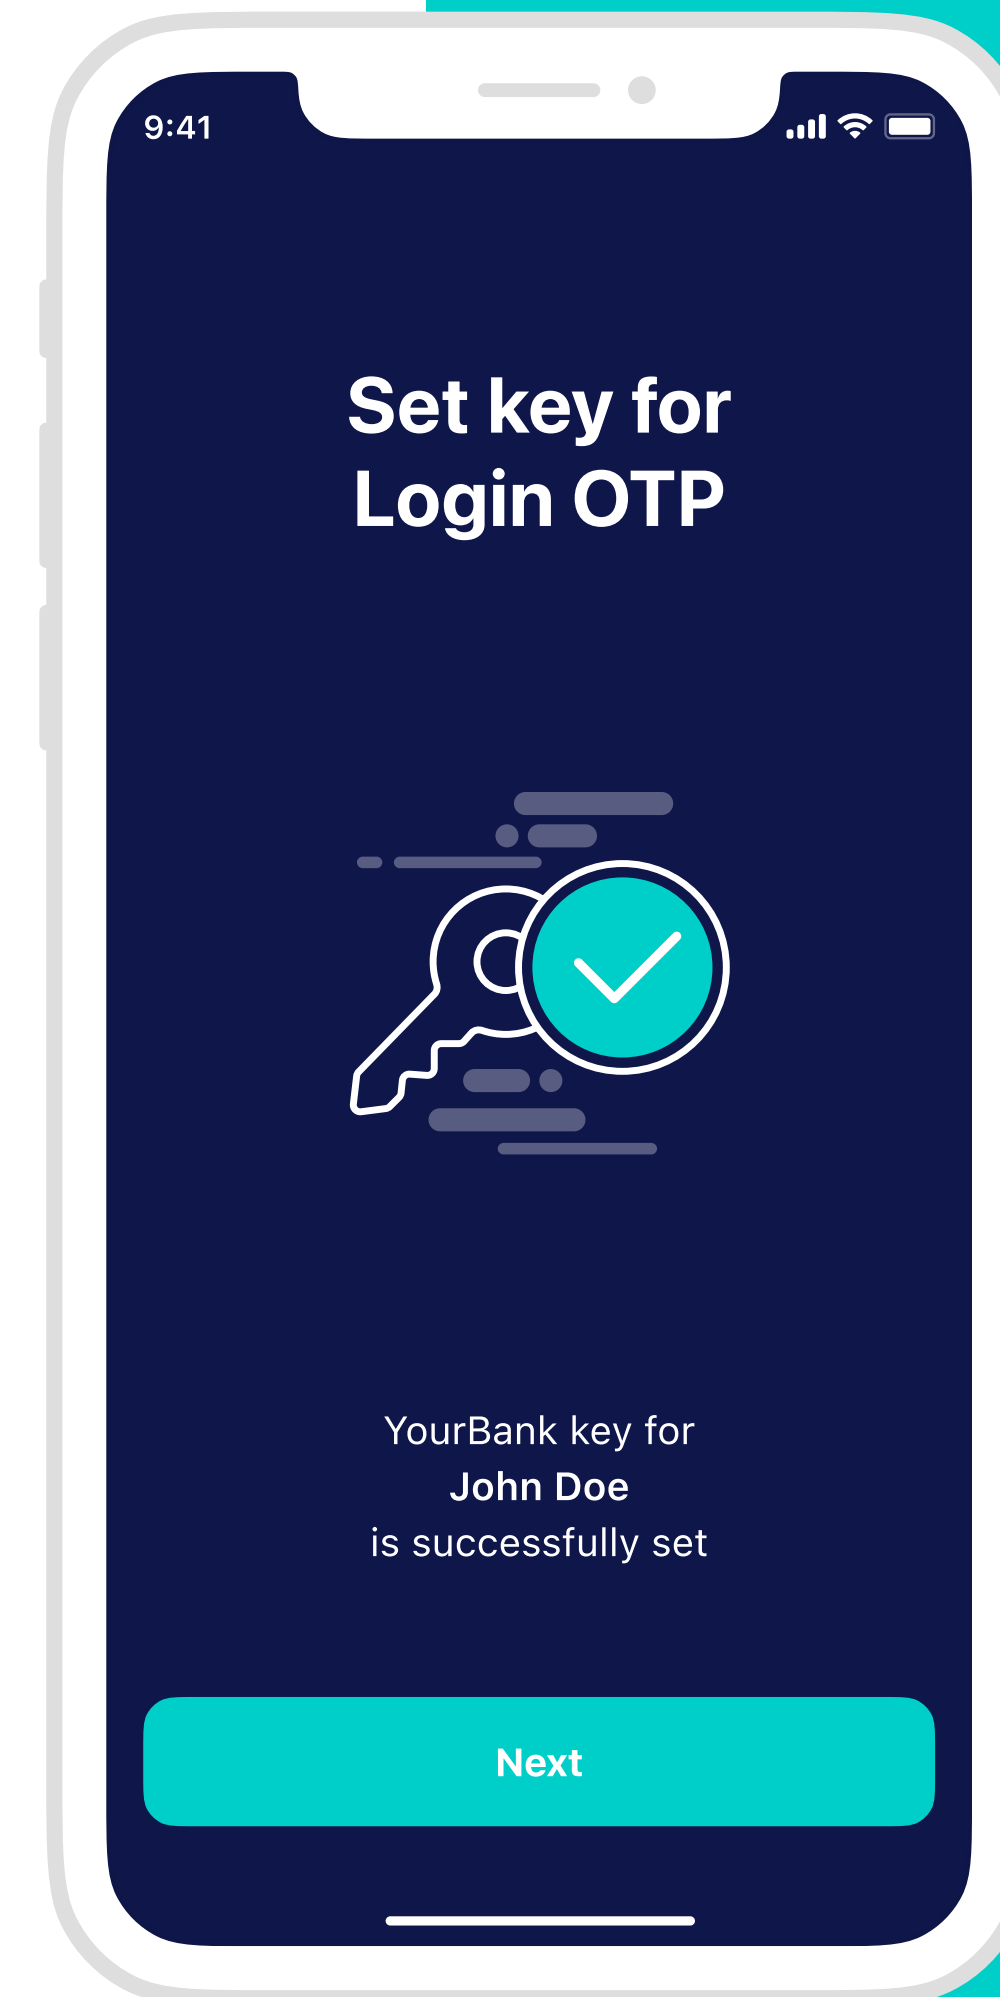 9:41
Set key for
Login OTP
YourBank key for
John Doe
is successfully set
Next